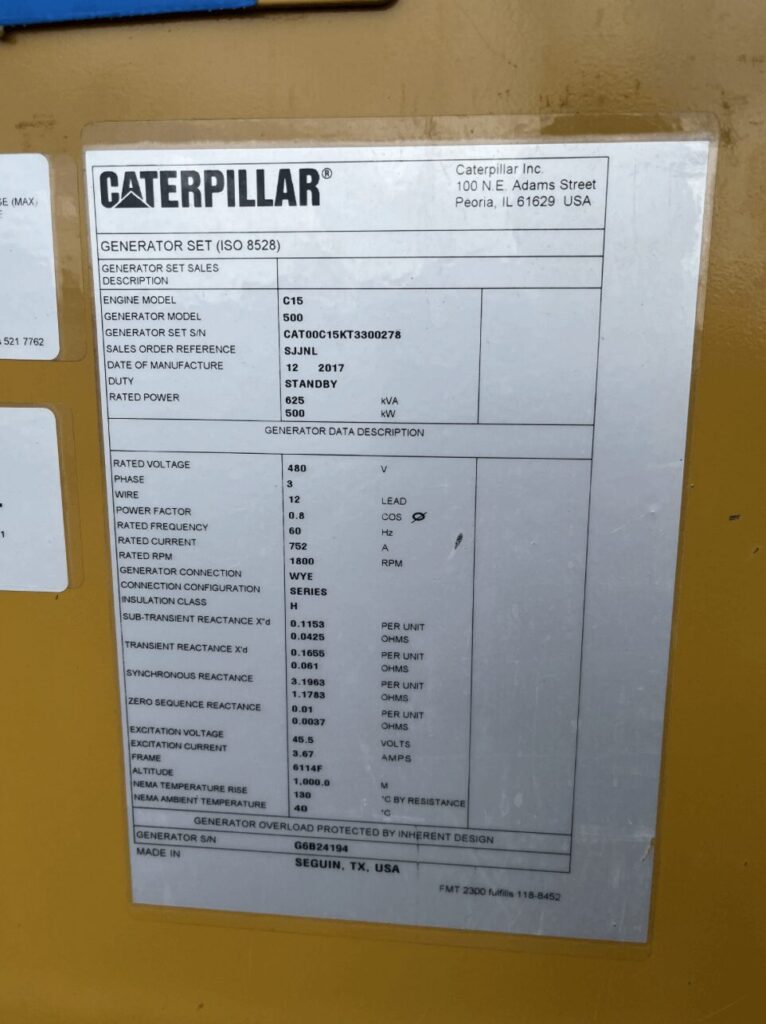 CATERPILLAR®
Caterpillar Inc.
100 N.E. Adams Street
Peoria, IL 61629 USA
GENERATOR SET (ISO 8528)
GENERATOR SET SALES
DESCRIPTION
ENGINE MODEL C15
GENERATOR MODEL 500
GENERATOR SET S/N CAT00C15KT3300278
SALES ORDER REFERENCE SJJNL
DATE OF MANUFACTURE 12 2017
DUTY STANDBY
RATED POWER 625 kVA
500 kW
GENERATOR DATA DESCRIPTION
RATED VOLTAGE 480 V
PHASE 3
WIRE 12 LEAD
POWER FACTOR 0.8 COS Ø
RATED FREQUENCY 60 Hz
RATED CURRENT 752 A
RATED RPM 1800 RPM
GENERATOR CONNECTION WYE
CONNECTION CONFIGURATION SERIES
INSULATION CLASS H
SUB-TRANSIENT REACTANCE X"d 0.1153 PER UNIT
0.0425 OHMS
TRANSIENT REACTANCE X'd 0.1655 PER UNIT
0.061 OHMS
SYNCHRONOUS REACTANCE 3.1963 PER UNIT
1.1783 OHMS
ZERO SEQUENCE REACTANCE 0.01 PER UNIT
0.0037 OHMS
EXCITATION VOLTAGE 45.5 VOLTS
EXCITATION CURRENT 3.67 AMPS
FRAME 6114F
ALTITUDE 1,000.0 M
NEMA TEMPERATURE RISE 130 °C BY RESISTANCE
NEMA AMBIENT TEMPERATURE 40 °C
GENERATOR OVERLOAD PROTECTED BY INHERENT DESIGN
GENERATOR S/N G6B24194
MADE IN SEGUIN, TX, USA
FMT 2300 fulfills 118-8452
(MAX)
521 7762